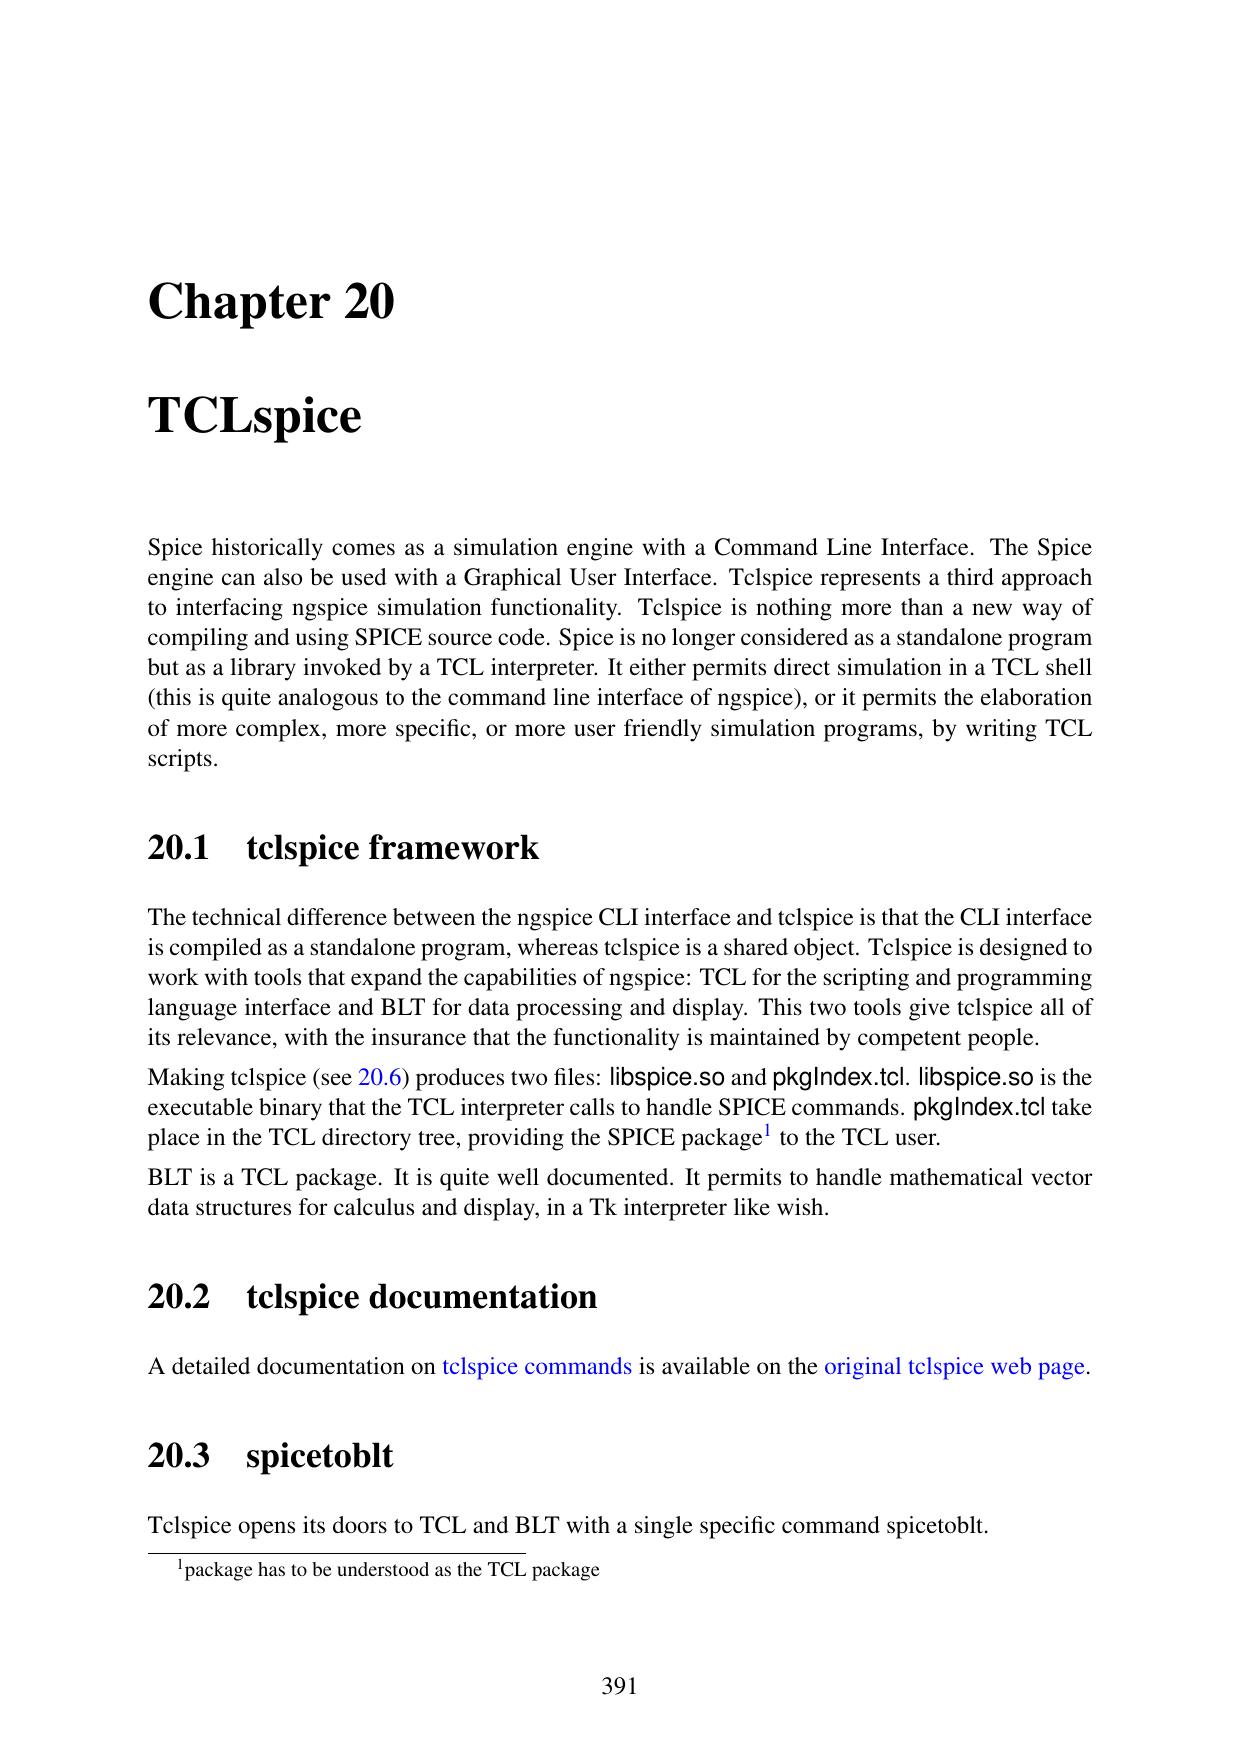 Chapter 20
TCLspice
Spice historically comes as a simulation engine with a Command Line Interface. The Spice
engine can also be used with a Graphical User Interface. Tclspice represents a third approach
to interfacing ngspice simulation functionality. Tclspice is nothing more than a new way of
compiling and using SPICE source code. Spice is no longer considered as a standalone program
but as a library invoked by a TCL interpreter. It either permits direct simulation in a TCL shell
(this is quite analogous to the command line interface of ngspice), or it permits the elaboration
of more complex, more specific, or more user friendly simulation programs, by writing TCL
scripts.
20.1 tclspice framework
The technical difference between the ngspice CLI interface and tclspice is that the CLI interface
is compiled as a standalone program, whereas tclspice is a shared object. Tclspice is designed to
work with tools that expand the capabilities of ngspice: TCL for the scripting and programming
language interface and BLT for data processing and display. This two tools give tclspice all of
its relevance, with the insurance that the functionality is maintained by competent people.
Making tclspice (see 20.6) produces two files: libspice.so and pkgIndex.tcl. libspice.so is the
executable binary that the TCL interpreter calls to handle SPICE commands. pkgIndex.tcl take
place in the TCL directory tree, providing the SPICE package1 to the TCL user.
BLT is a TCL package. It is quite well documented. It permits to handle mathematical vector
data structures for calculus and display, in a Tk interpreter like wish.
20.2 tclspice documentation
A detailed documentation on tclspice commands is available on the original tclspice web page.
20.3 spicetoblt
Tclspice opens its doors to TCL and BLT with a single specific command spicetoblt.
1package has to be understood as the TCL package
391